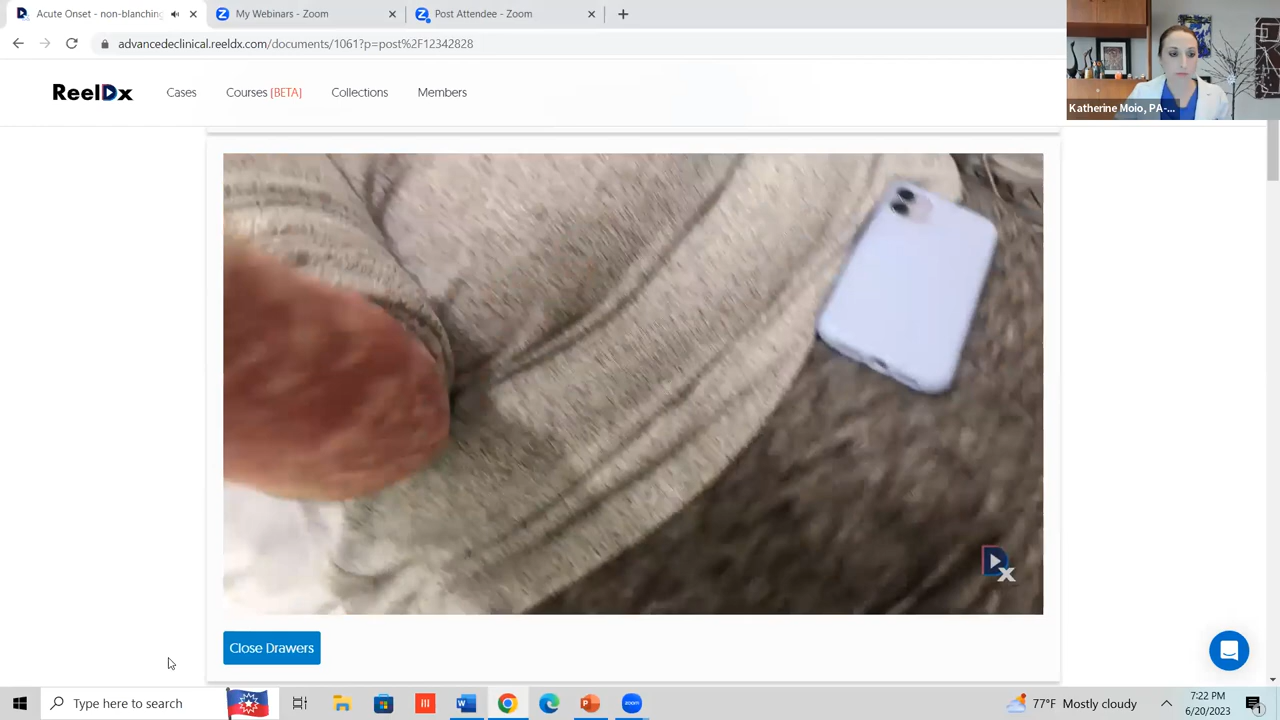 Acute Onset - non-blanching
My Webinars - Zoom
Post Attendee - Zoom
advancedeclinical.reeldx.com/documents/1061?p=post%2F12342828
ReelDx
Cases
Courses [BETA]
Collections
Members
Katherine Moio, PA-...
Close Drawers
Type here to search
zoom
77°F Mostly cloudy
7:22 PM
6/20/2023
1